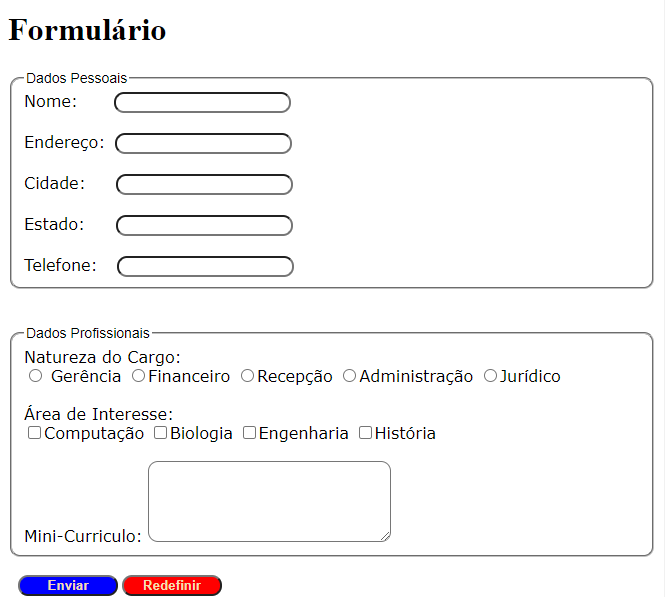 Formulário
Dados Pessoais
Nome:
Endereço:
Cidade:
Estado:
Telefone:
Dados Profissionais
Natureza do Cargo:
Gerência Financeiro Recepção Administração Jurídico
Área de Interesse:
Computação Biologia Engenharia História
Mini-Curriculo:
Enviar Redefinir